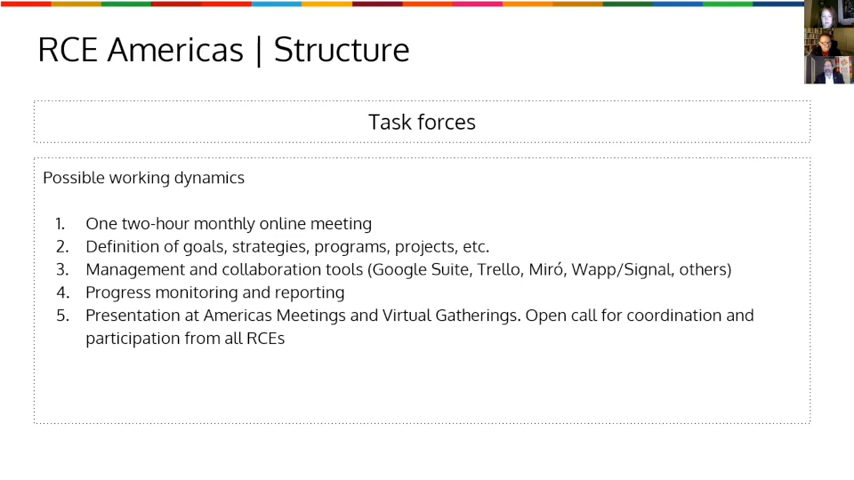 RCE Americas | Structure
Task forces
Possible working dynamics
1. One two-hour monthly online meeting
2. Definition of goals, strategies, programs, projects, etc.
3. Management and collaboration tools (Google Suite, Trello, Miró, Wapp/Signal, others)
4. Progress monitoring and reporting
5. Presentation at Americas Meetings and Virtual Gatherings. Open call for coordination and
participation from all RCEs